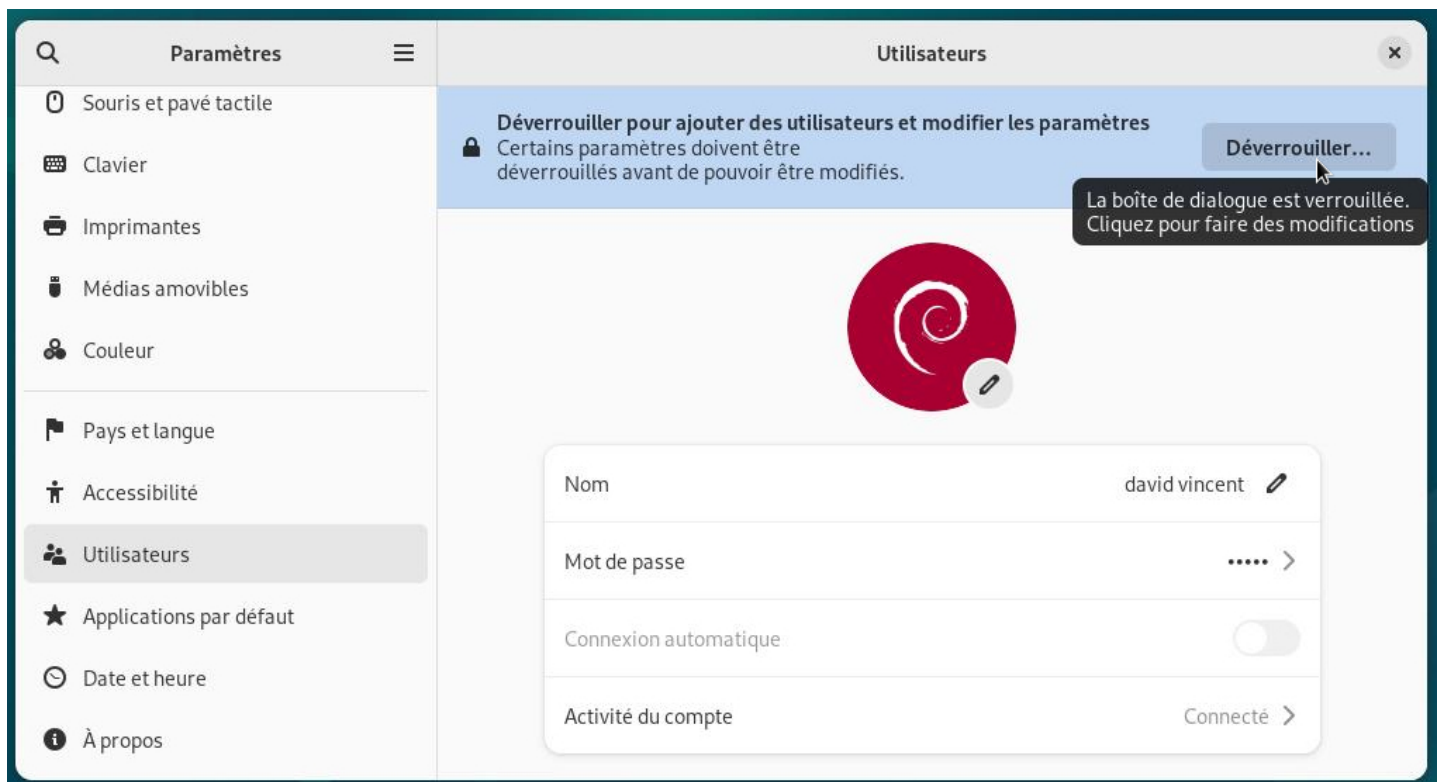 Paramètres
Souris et pavé tactile
Clavier
Imprimantes
Médias amovibles
Couleur
Pays et langue
Accessibilité
Utilisateurs
Applications par défaut
Date et heure
À propos
Utilisateurs
Déverrouiller pour ajouter des utilisateurs et modifier les paramètres
Certains paramètres doivent être
déverrouillés avant de pouvoir être modifiés.
Déverrouiller...
La boîte de dialogue est verrouillée.
Cliquez pour faire des modifications
Nom
david vincent
Mot de passe
•••••
Connexion automatique
Activité du compte
Connecté